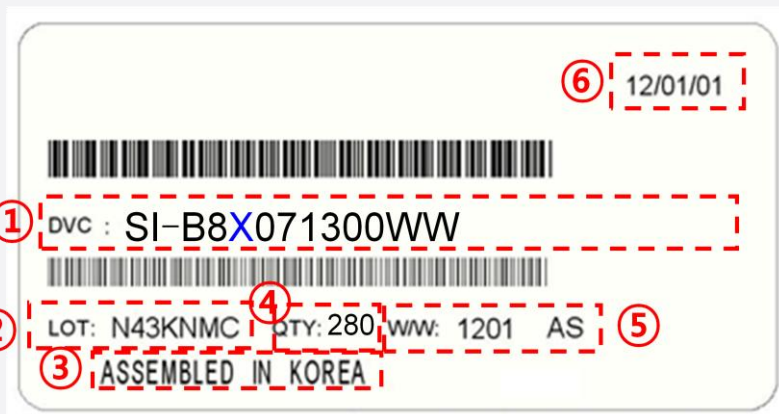 ⑥ 12/01/01
① DVC : SI-B8X071300WW
② LOT: N43KNMC ④ QTY: 280 W/W: 1201 AS ⑤
③ ASSEMBLED IN KOREA